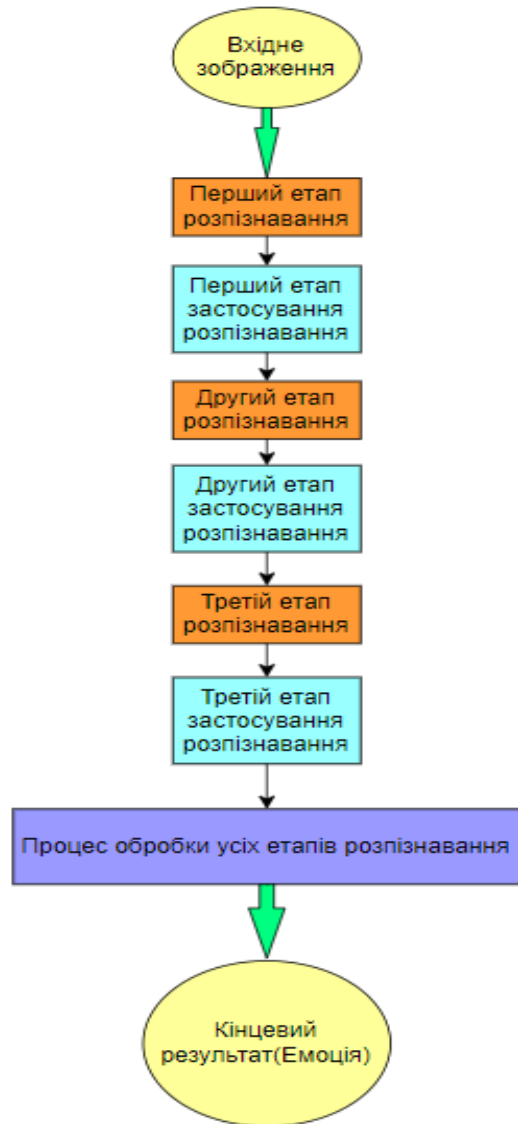 Вхідне
зображення
Перший етап
розпізнавання
Перший етап
застосування
розпізнавання
Другий етап
розпізнавання
Другий етап
застосування
розпізнавання
Третій етап
розпізнавання
Третій етап
застосування
розпізнавання
Процес обробки усіх етапів розпізнавання
Кінцевий
результат(Емоція)